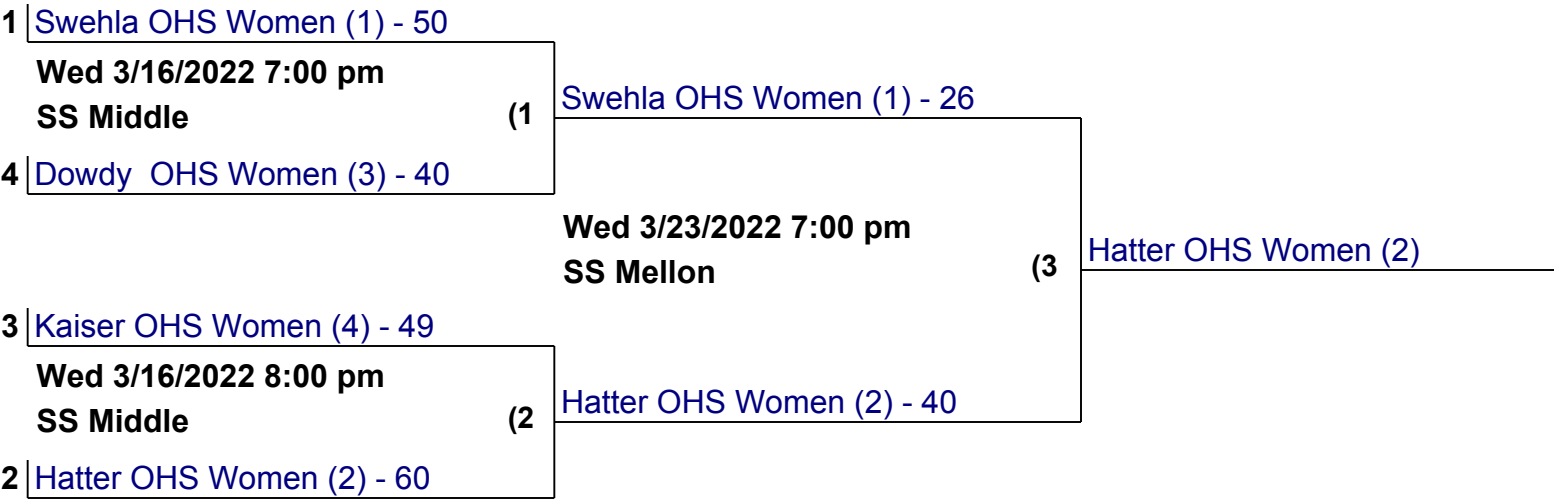 1 Swehla OHS Women (1) - 50
Wed 3/16/2022 7:00 pm
SS Middle (1
4 Dowdy  OHS Women (3) - 40
Swehla OHS Women (1) - 26
Wed 3/23/2022 7:00 pm
SS Mellon (3
Hatter OHS Women (2)
3 Kaiser OHS Women (4) - 49
Wed 3/16/2022 8:00 pm
SS Middle (2
2 Hatter OHS Women (2) - 60
Hatter OHS Women (2) - 40